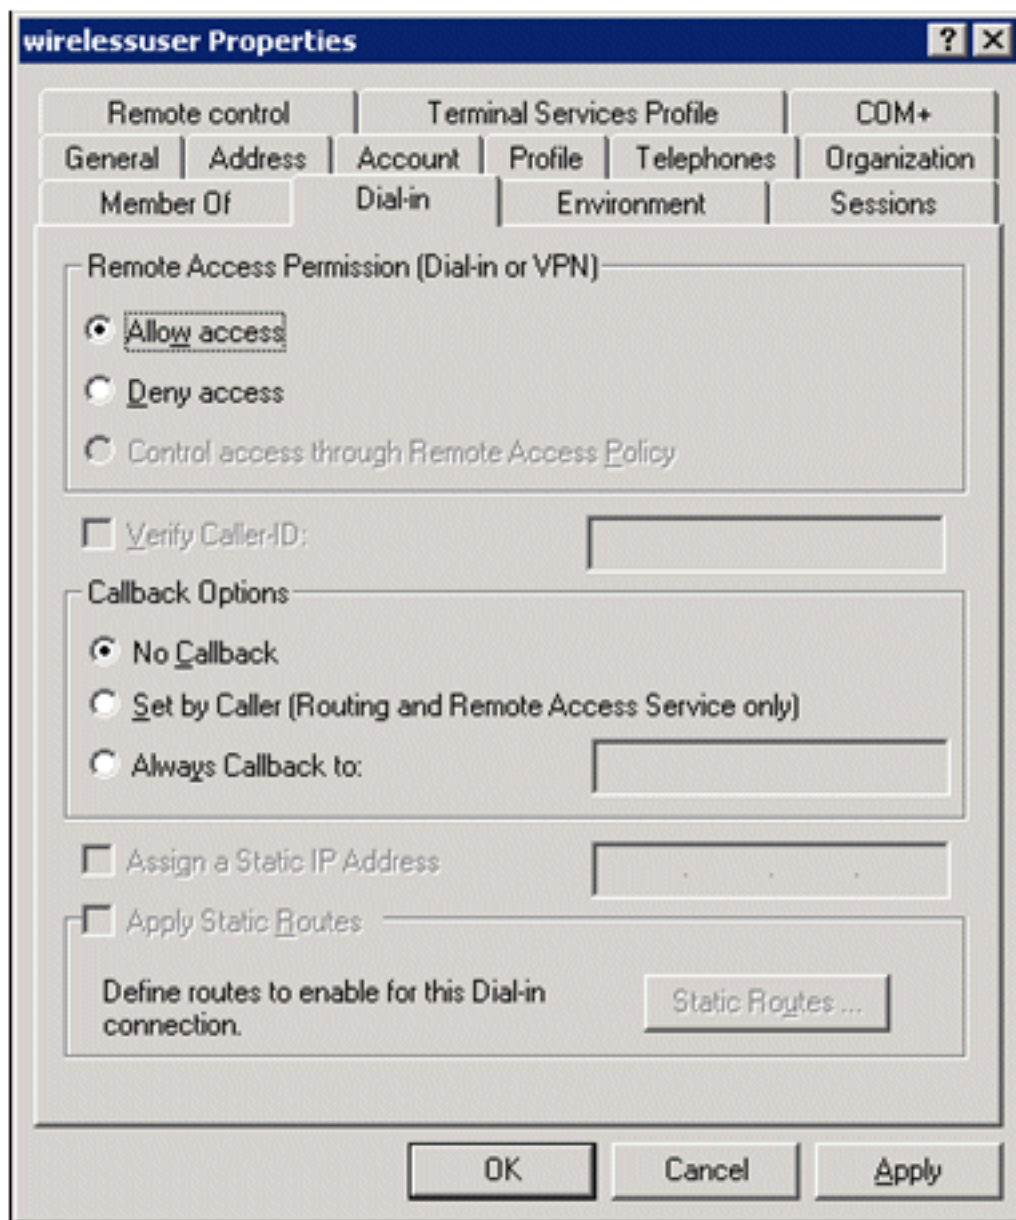 wirelessuser Properties
Remote control Terminal Services Profile COM+
General Address Account Profile Telephones Organization
Member Of Dial-in Environment Sessions
Remote Access Permission (Dial-in or VPN)
Allow access
Deny access
Control access through Remote Access Policy
Verify Caller-ID:
Callback Options
No Callback
Set by Caller (Routing and Remote Access Service only)
Always Callback to:
Assign a Static IP Address . . .
Apply Static Routes
Define routes to enable for this Dial-in
connection.
Static Routes ...
OK Cancel Apply